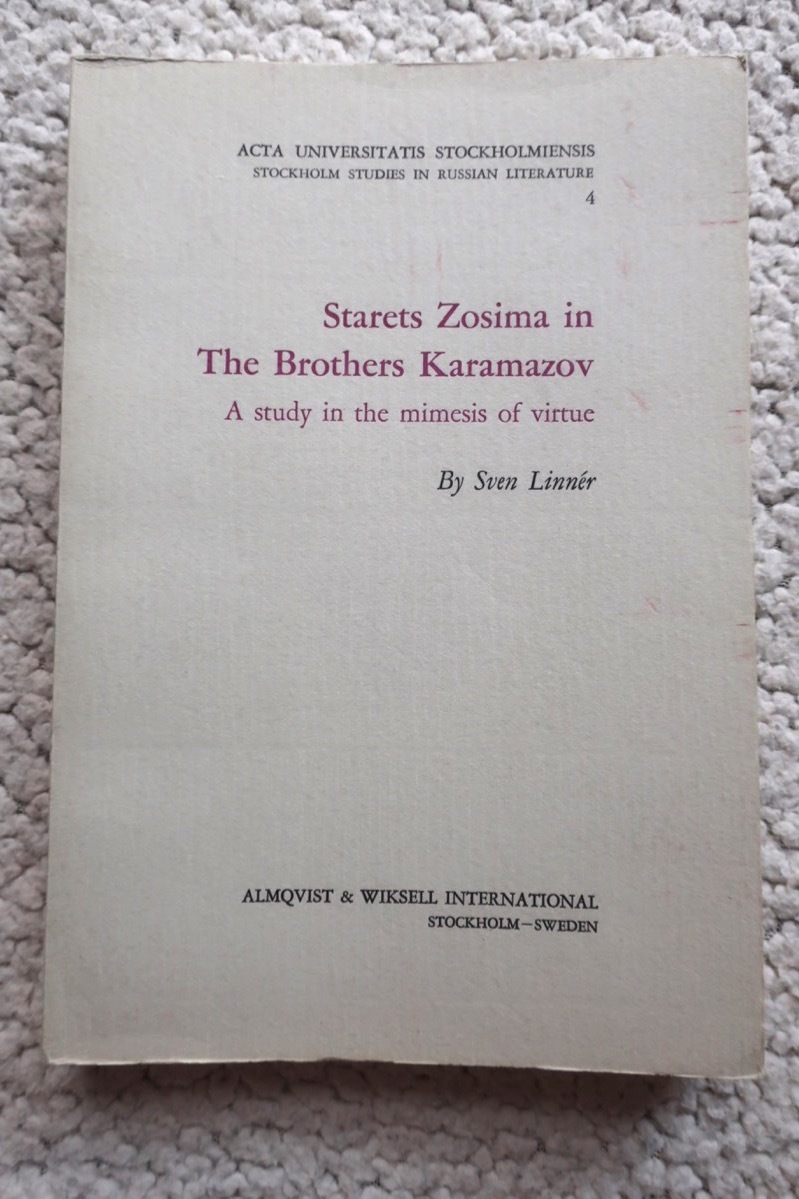 ACTA UNIVERSITATIS STOCKHOLMIENSIS
STOCKHOLM STUDIES IN RUSSIAN LITERATURE
4
Starets Zosima in
The Brothers Karamazov
A study in the mimesis of virtue
By Sven Linnér
ALMQVIST & WIKSELL INTERNATIONAL
STOCKHOLM—SWEDEN